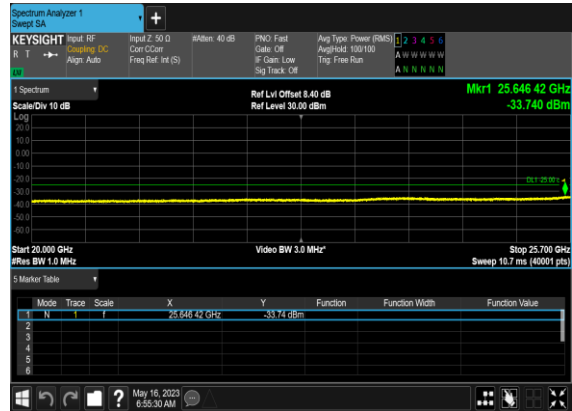 Spectrum Analyzer 1
Swept SA
+
KEYSIGHT Input: RF Input Z: 50 Ω #Atten: 40 dB PNO: Fast Avg Type: Power (RMS) 1 2 3 4 5 6
R T Coupling: DC Corr CCorr Gate: Off Avg|Hold: 100/100 A W W W W W
Align: Auto Freq Ref: Int (S) IF Gain: Low Trig: Free Run
Sig Track: Off A N N N N N
1 Spectrum Ref Lvl Offset 8.40 dB Mkr1 25.646 42 GHz
Scale/Div 10 dB Ref Level 30.00 dBm -33.740 dBm
Log
20.0
10.0
0.00
-10.0
-20.0
DL1 -25.00
-30.0
-40.0
-50.0
-60.0
Start 20.000 GHz Video BW 3.0 MHz* Stop 25.700 GHz
#Res BW 1.0 MHz Sweep 10.7 ms (40001 pts)
5 Marker Table
Mode Trace Scale X Y Function Function Width Function Value
1 N 1 f 25.646 42 GHz -33.74 dBm
2
3
4
5
6
? May 16, 2023
6:55:30 AM